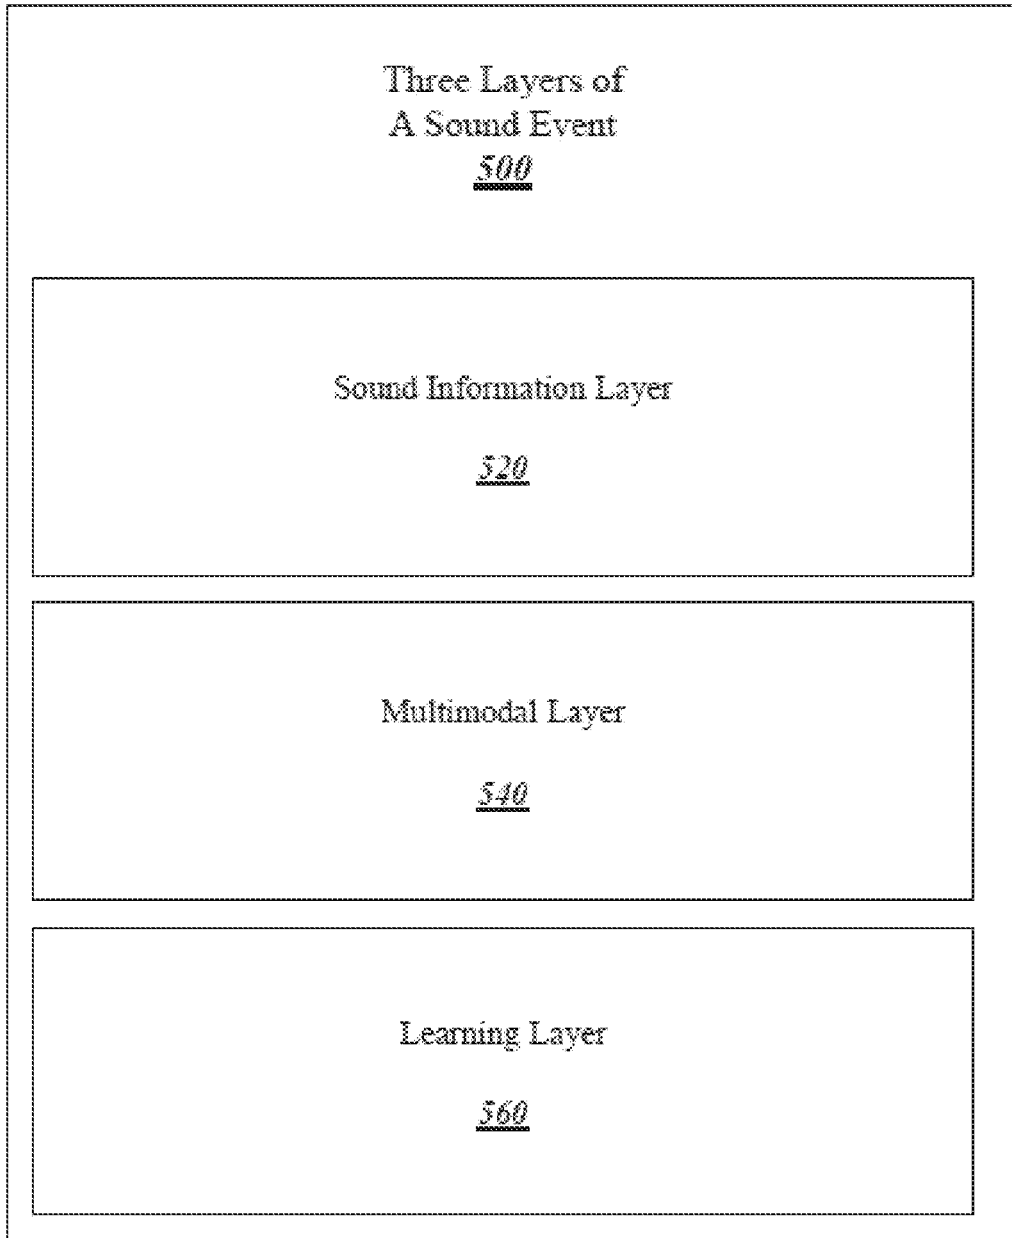 Three Layers of
A Sound Event
500
Sound Information Layer
520
Multimodal Layer
540
Learning Layer
560